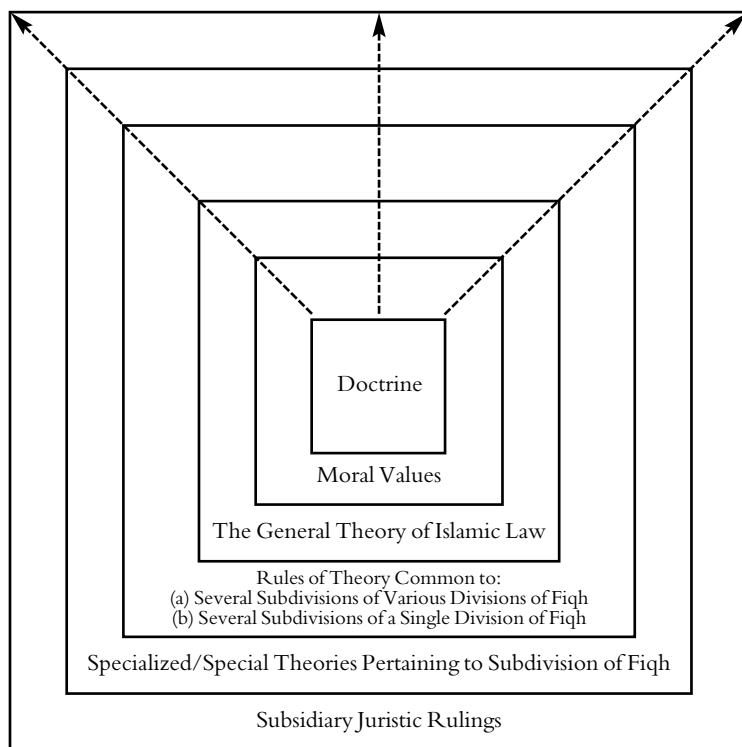 Doctrine
Moral Values
The General Theory of Islamic Law
Rules of Theory Common to:
(a) Several Subdivisions of Various Divisions of Fiqh
(b) Several Subdivisions of a Single Division of Fiqh
Specialized/Special Theories Pertaining to Subdivision of Fiqh
Subsidiary Juristic Rulings